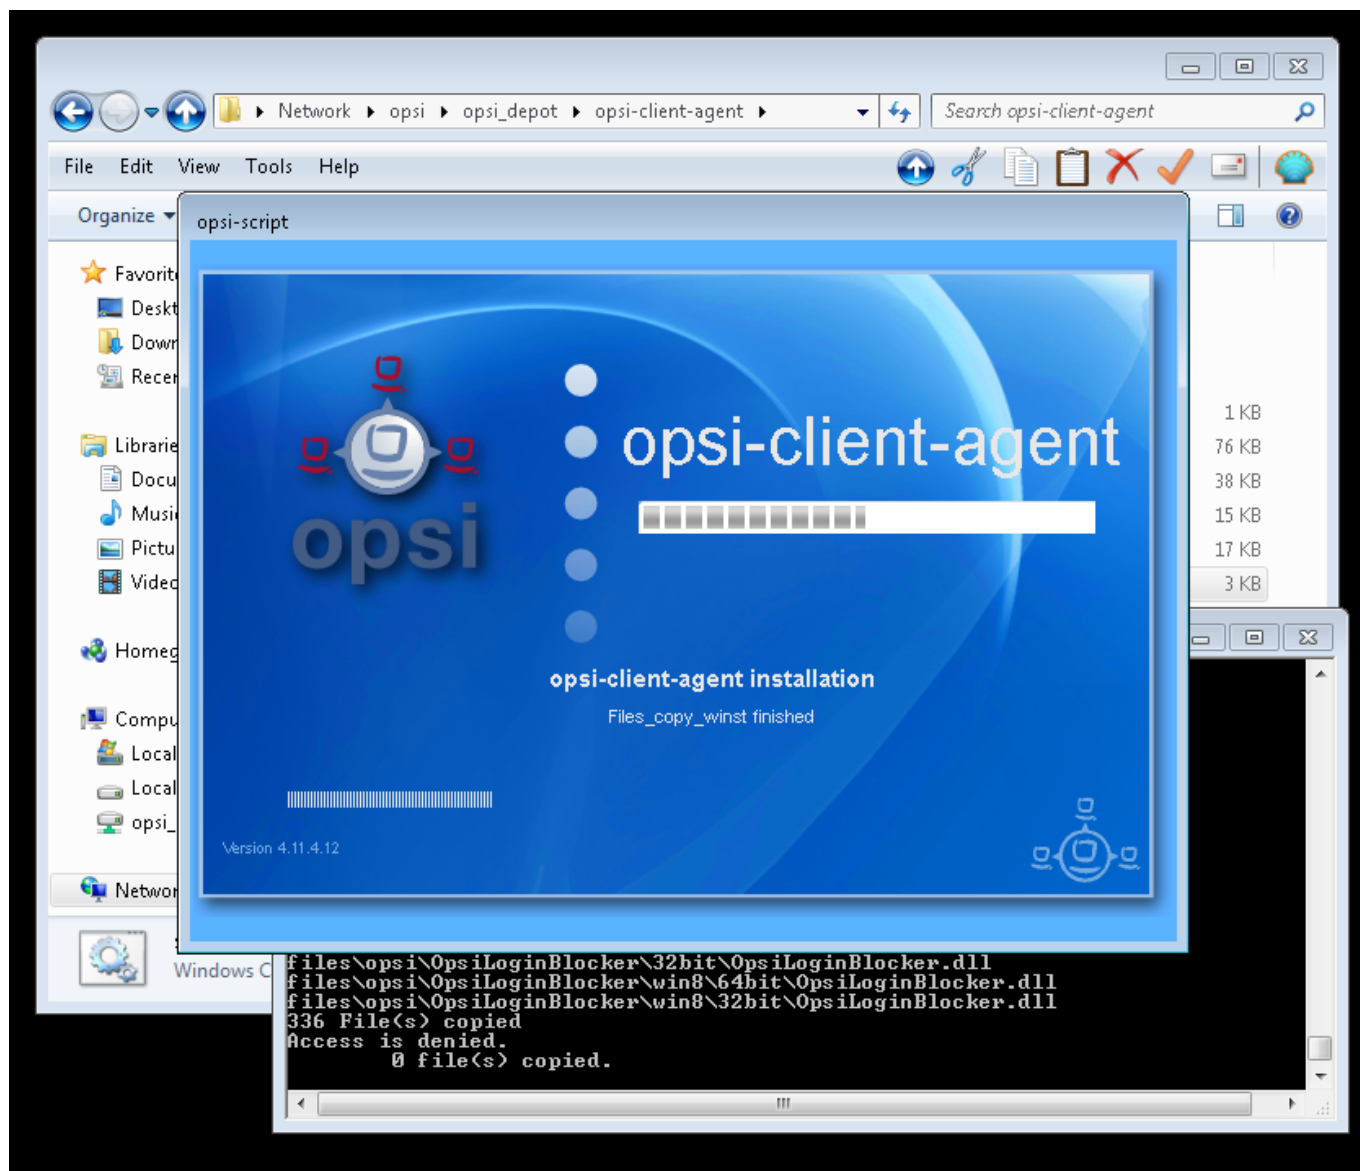 Network opsi opsi_depot opsi-client-agent
Search opsi-client-agent
File Edit View Tools Help
Organize
opsi-script
Favorit
Deskt
Down
Recen
Librarie
Docu
Music
Pictu
Videc
Homeg
Compu
Local
Local
opsi_
Networ
Windows C
1 KB
76 KB
38 KB
15 KB
17 KB
3 KB
opsi
opsi-client-agent
opsi-client-agent installation
Files_copy_winst finished
Version 4.11.4.12
files\opsi\OpsiLoginBlocker\32bit\OpsiLoginBlocker.dll
files\opsi\OpsiLoginBlocker\win8\64bit\OpsiLoginBlocker.dll
files\opsi\OpsiLoginBlocker\win8\32bit\OpsiLoginBlocker.dll
336 File(s) copied
Access is denied.
0 file(s) copied.